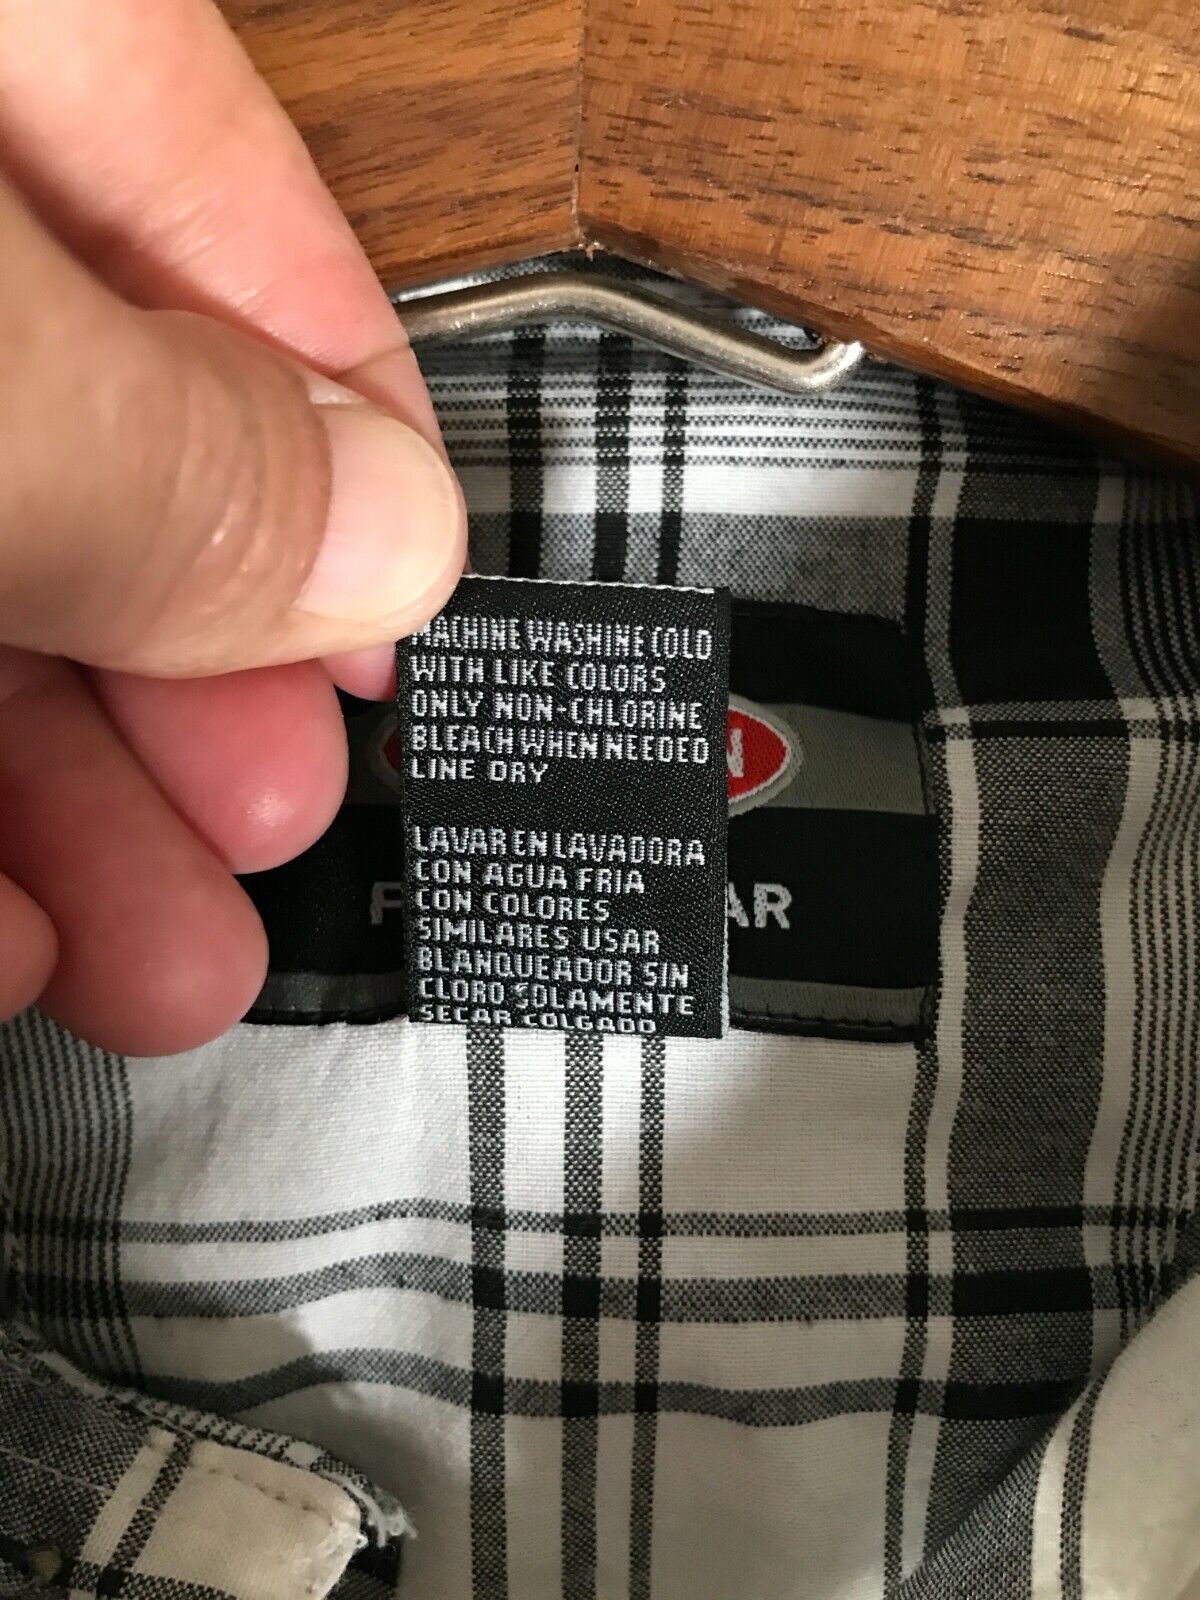 MACHINE WASHINE COLD
WITH LIKE COLORS
ONLY NON-CHLORINE
BLEACH WHEN NEEDED
LINE DRY
LAVAR EN LAVADORA
CON AGUA FRIA
CON COLORES
SIMILARES USAR
BLANQUEADOR SIN
CLORO SOLAMENTE
SECAR COLGADO